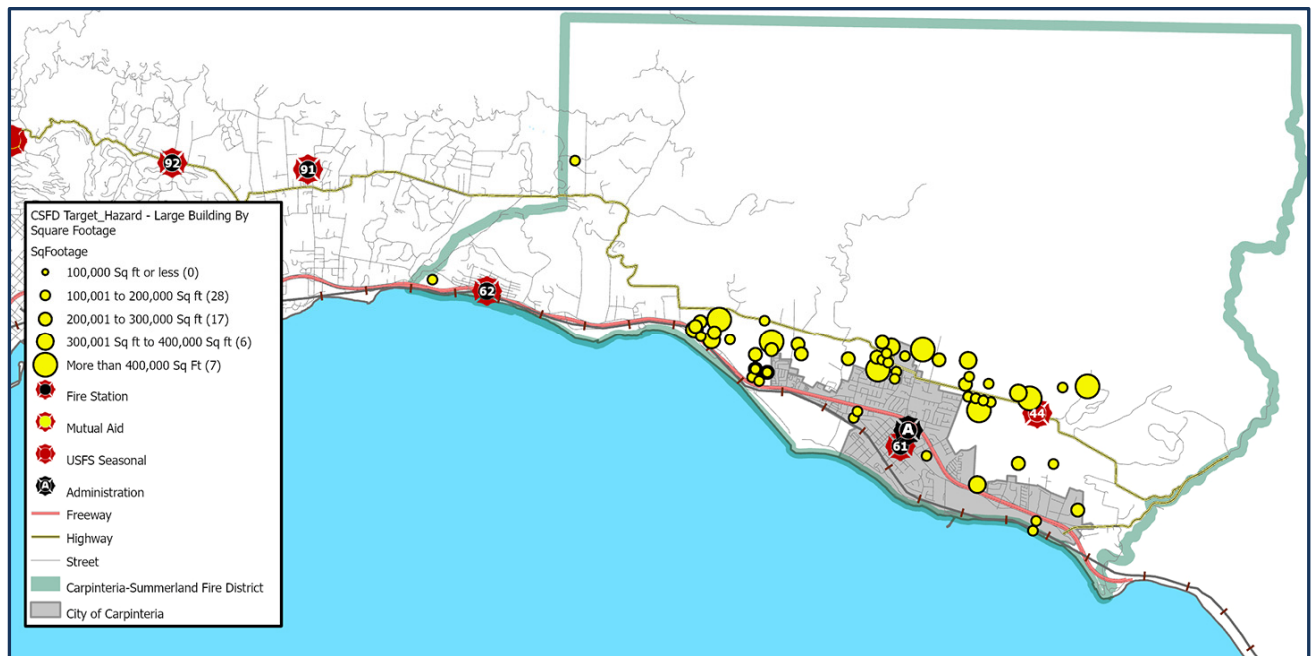 92
91
62
CSFD Target_Hazard - Large Building By
Square Footage
SqFootage
100,000 Sq ft or less (0)
100,001 to 200,000 Sq ft (28)
200,001 to 300,000 Sq ft (17)
300,001 Sq ft to 400,000 Sq ft (6)
More than 400,000 Sq Ft (7)
Fire Station
Mutual Aid
USFS Seasonal
A Administration
Freeway
Highway
Street
Carpinteria-Summerland Fire District
City of Carpinteria
44
A
61